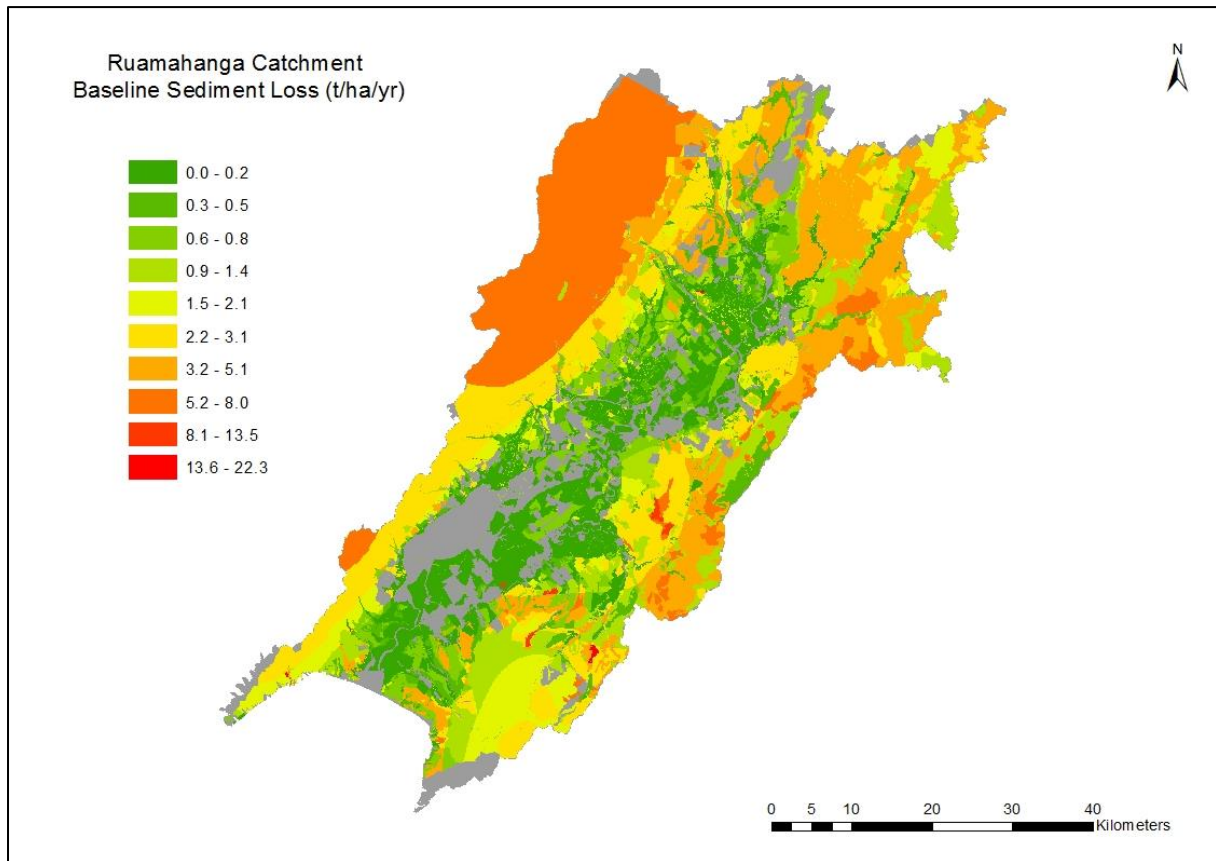 Ruamahanga Catchment
Baseline Sediment Loss (t/ha/yr)
N
0.0 - 0.2
0.3 - 0.5
0.6 - 0.8
0.9 - 1.4
1.5 - 2.1
2.2 - 3.1
3.2 - 5.1
5.2 - 8.0
8.1 - 13.5
13.6 - 22.3
0 5 10 20 30 40
Kilometers